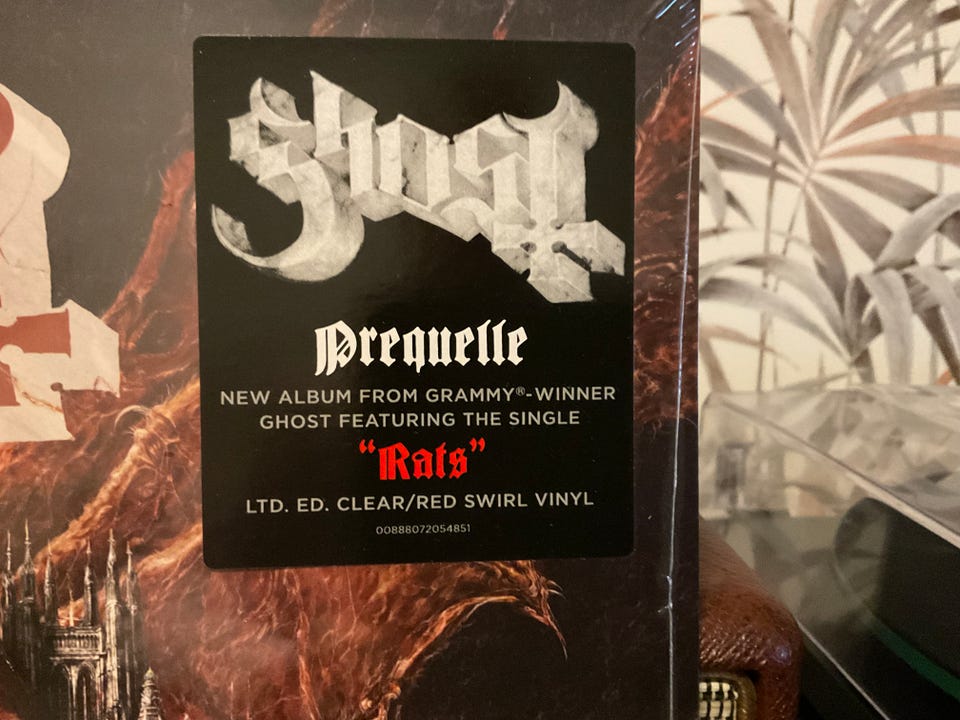 Ghost
Prequelle
NEW ALBUM FROM GRAMMY®-WINNER
GHOST FEATURING THE SINGLE
“Rats”
LTD. ED. CLEAR/RED SWIRL VINYL
00888072054851